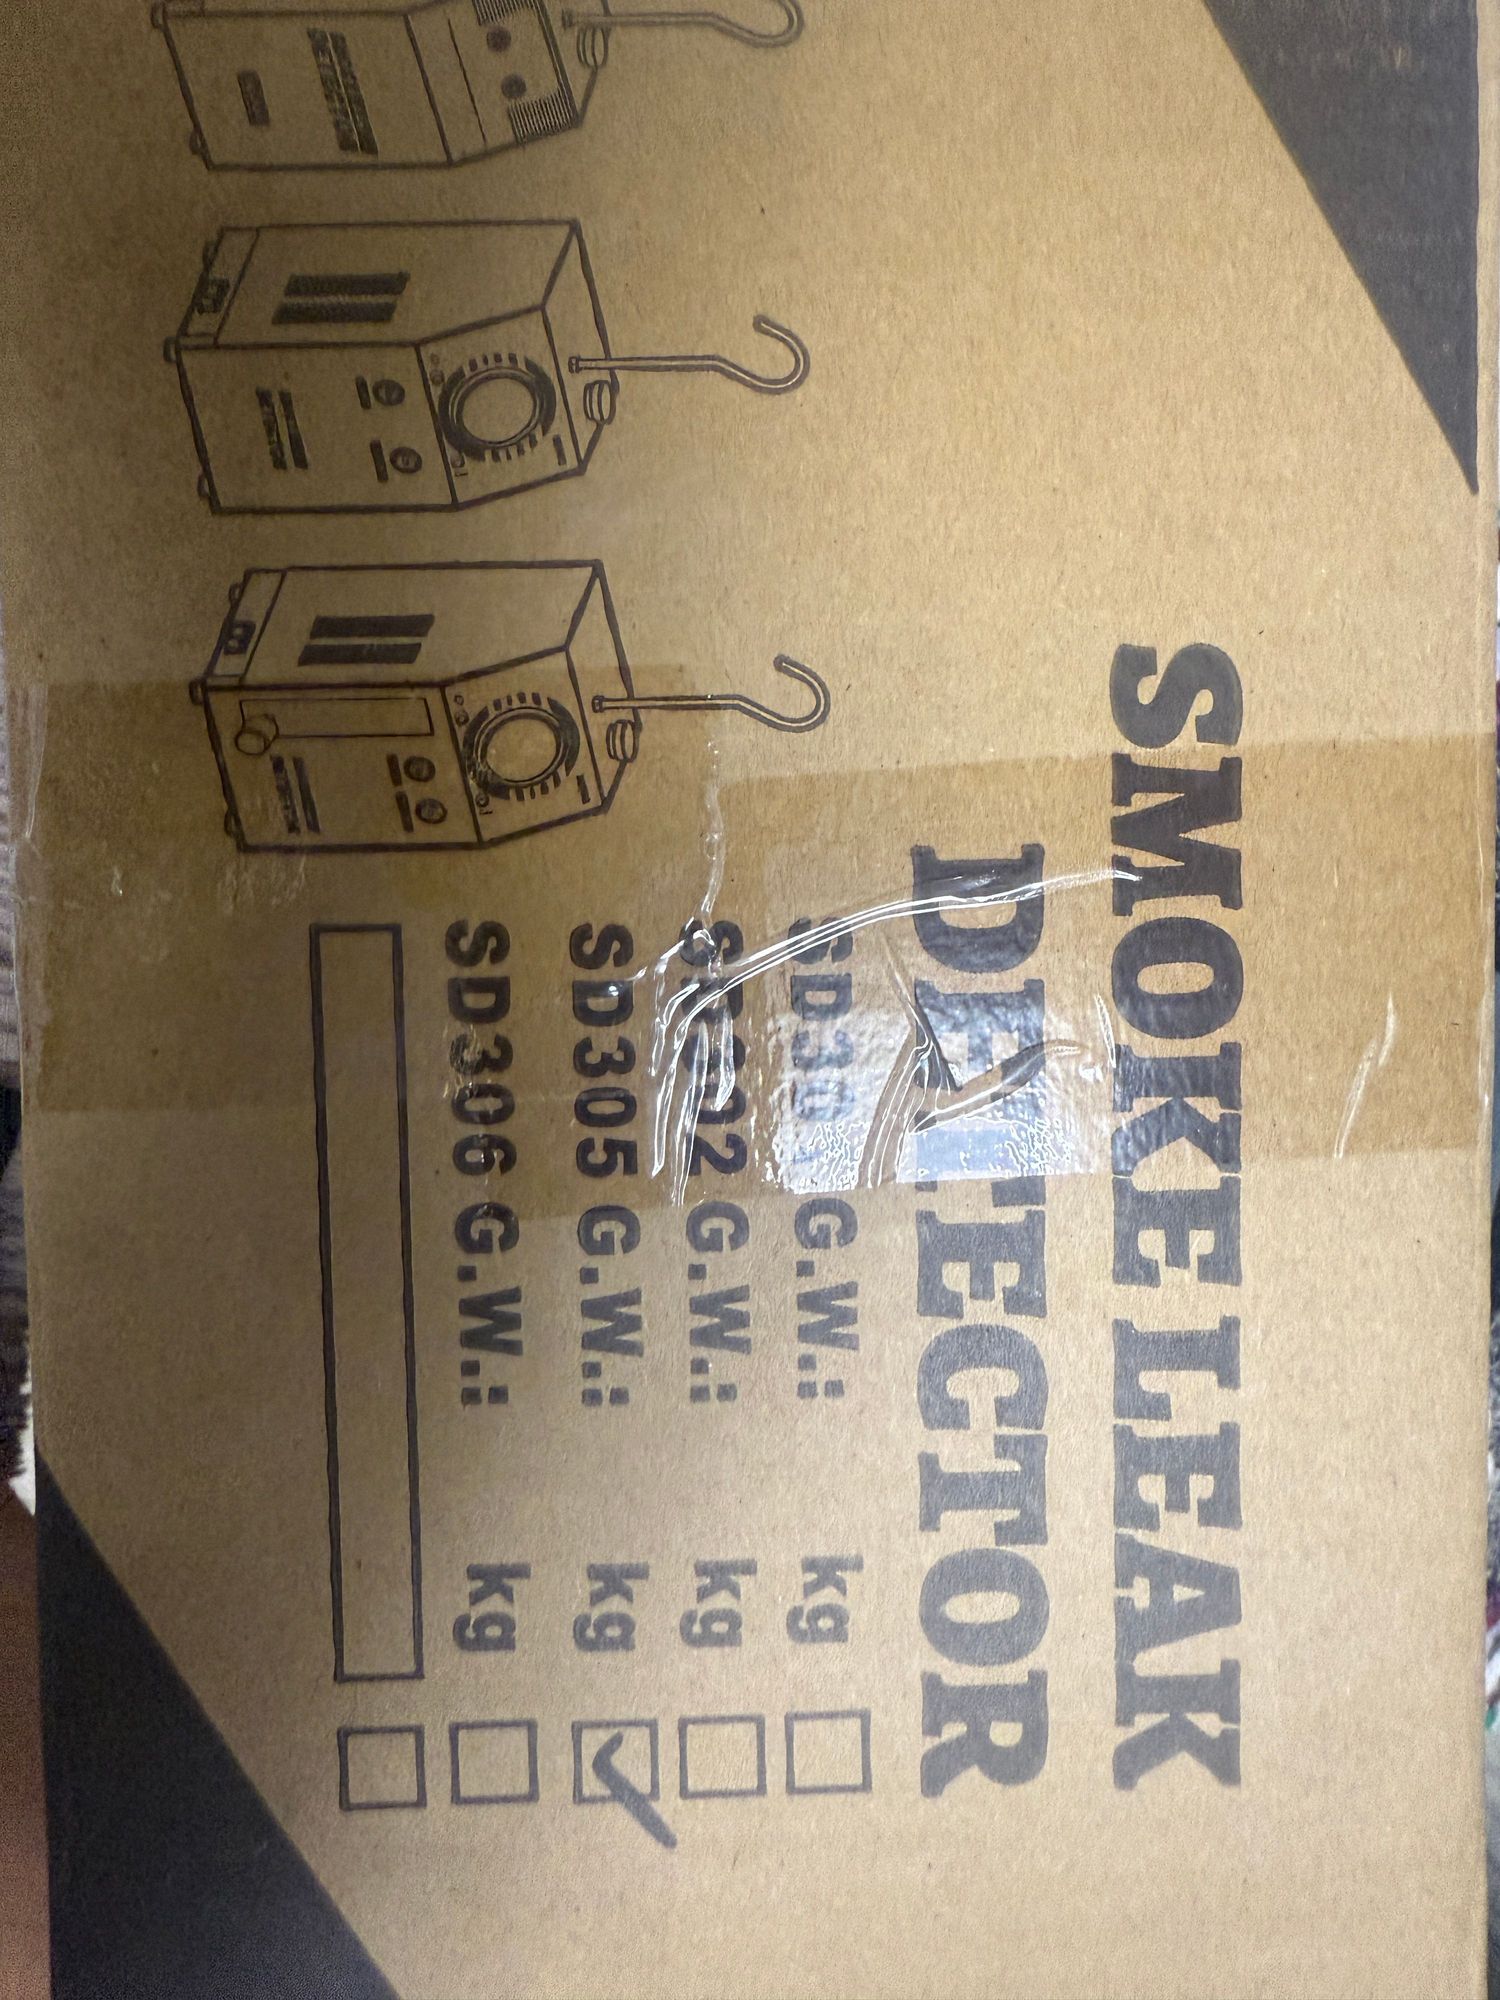 SMOKE LEAK
DETECTOR
G.W.: kg
G.W.: kg
SD305 G.W.: kg
SD306 G.W.: kg